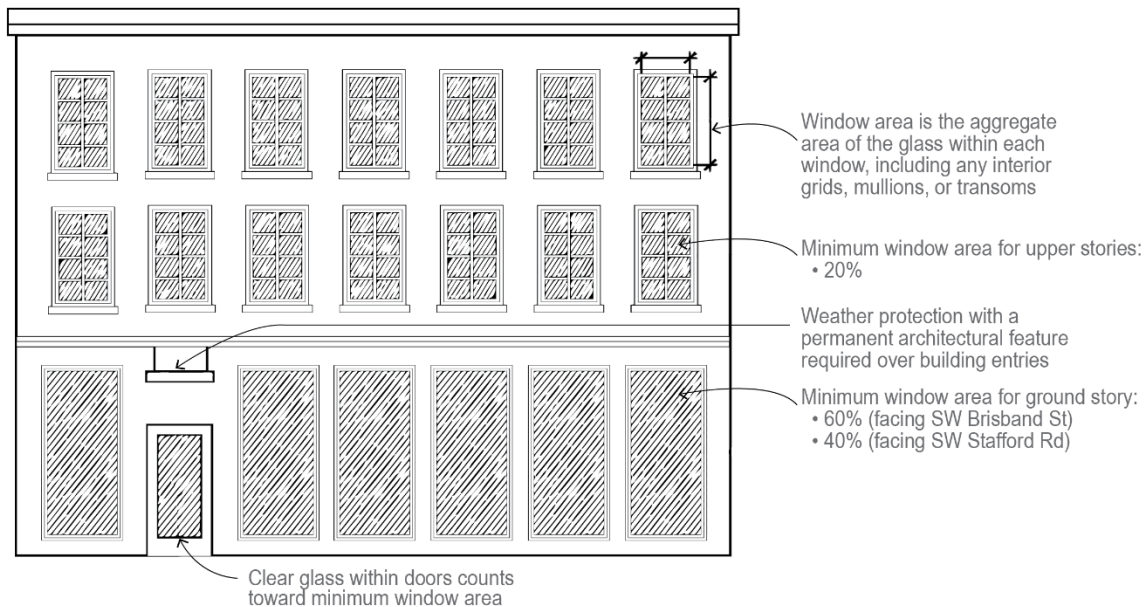 Window area is the aggregate
area of the glass within each
window, including any interior
grids, mullions, or transoms
Minimum window area for upper stories:
• 20%
Weather protection with a
permanent architectural feature
required over building entries
Minimum window area for ground story:
• 60% (facing SW Brisband St)
• 40% (facing SW Stafford Rd)
Clear glass within doors counts
toward minimum window area